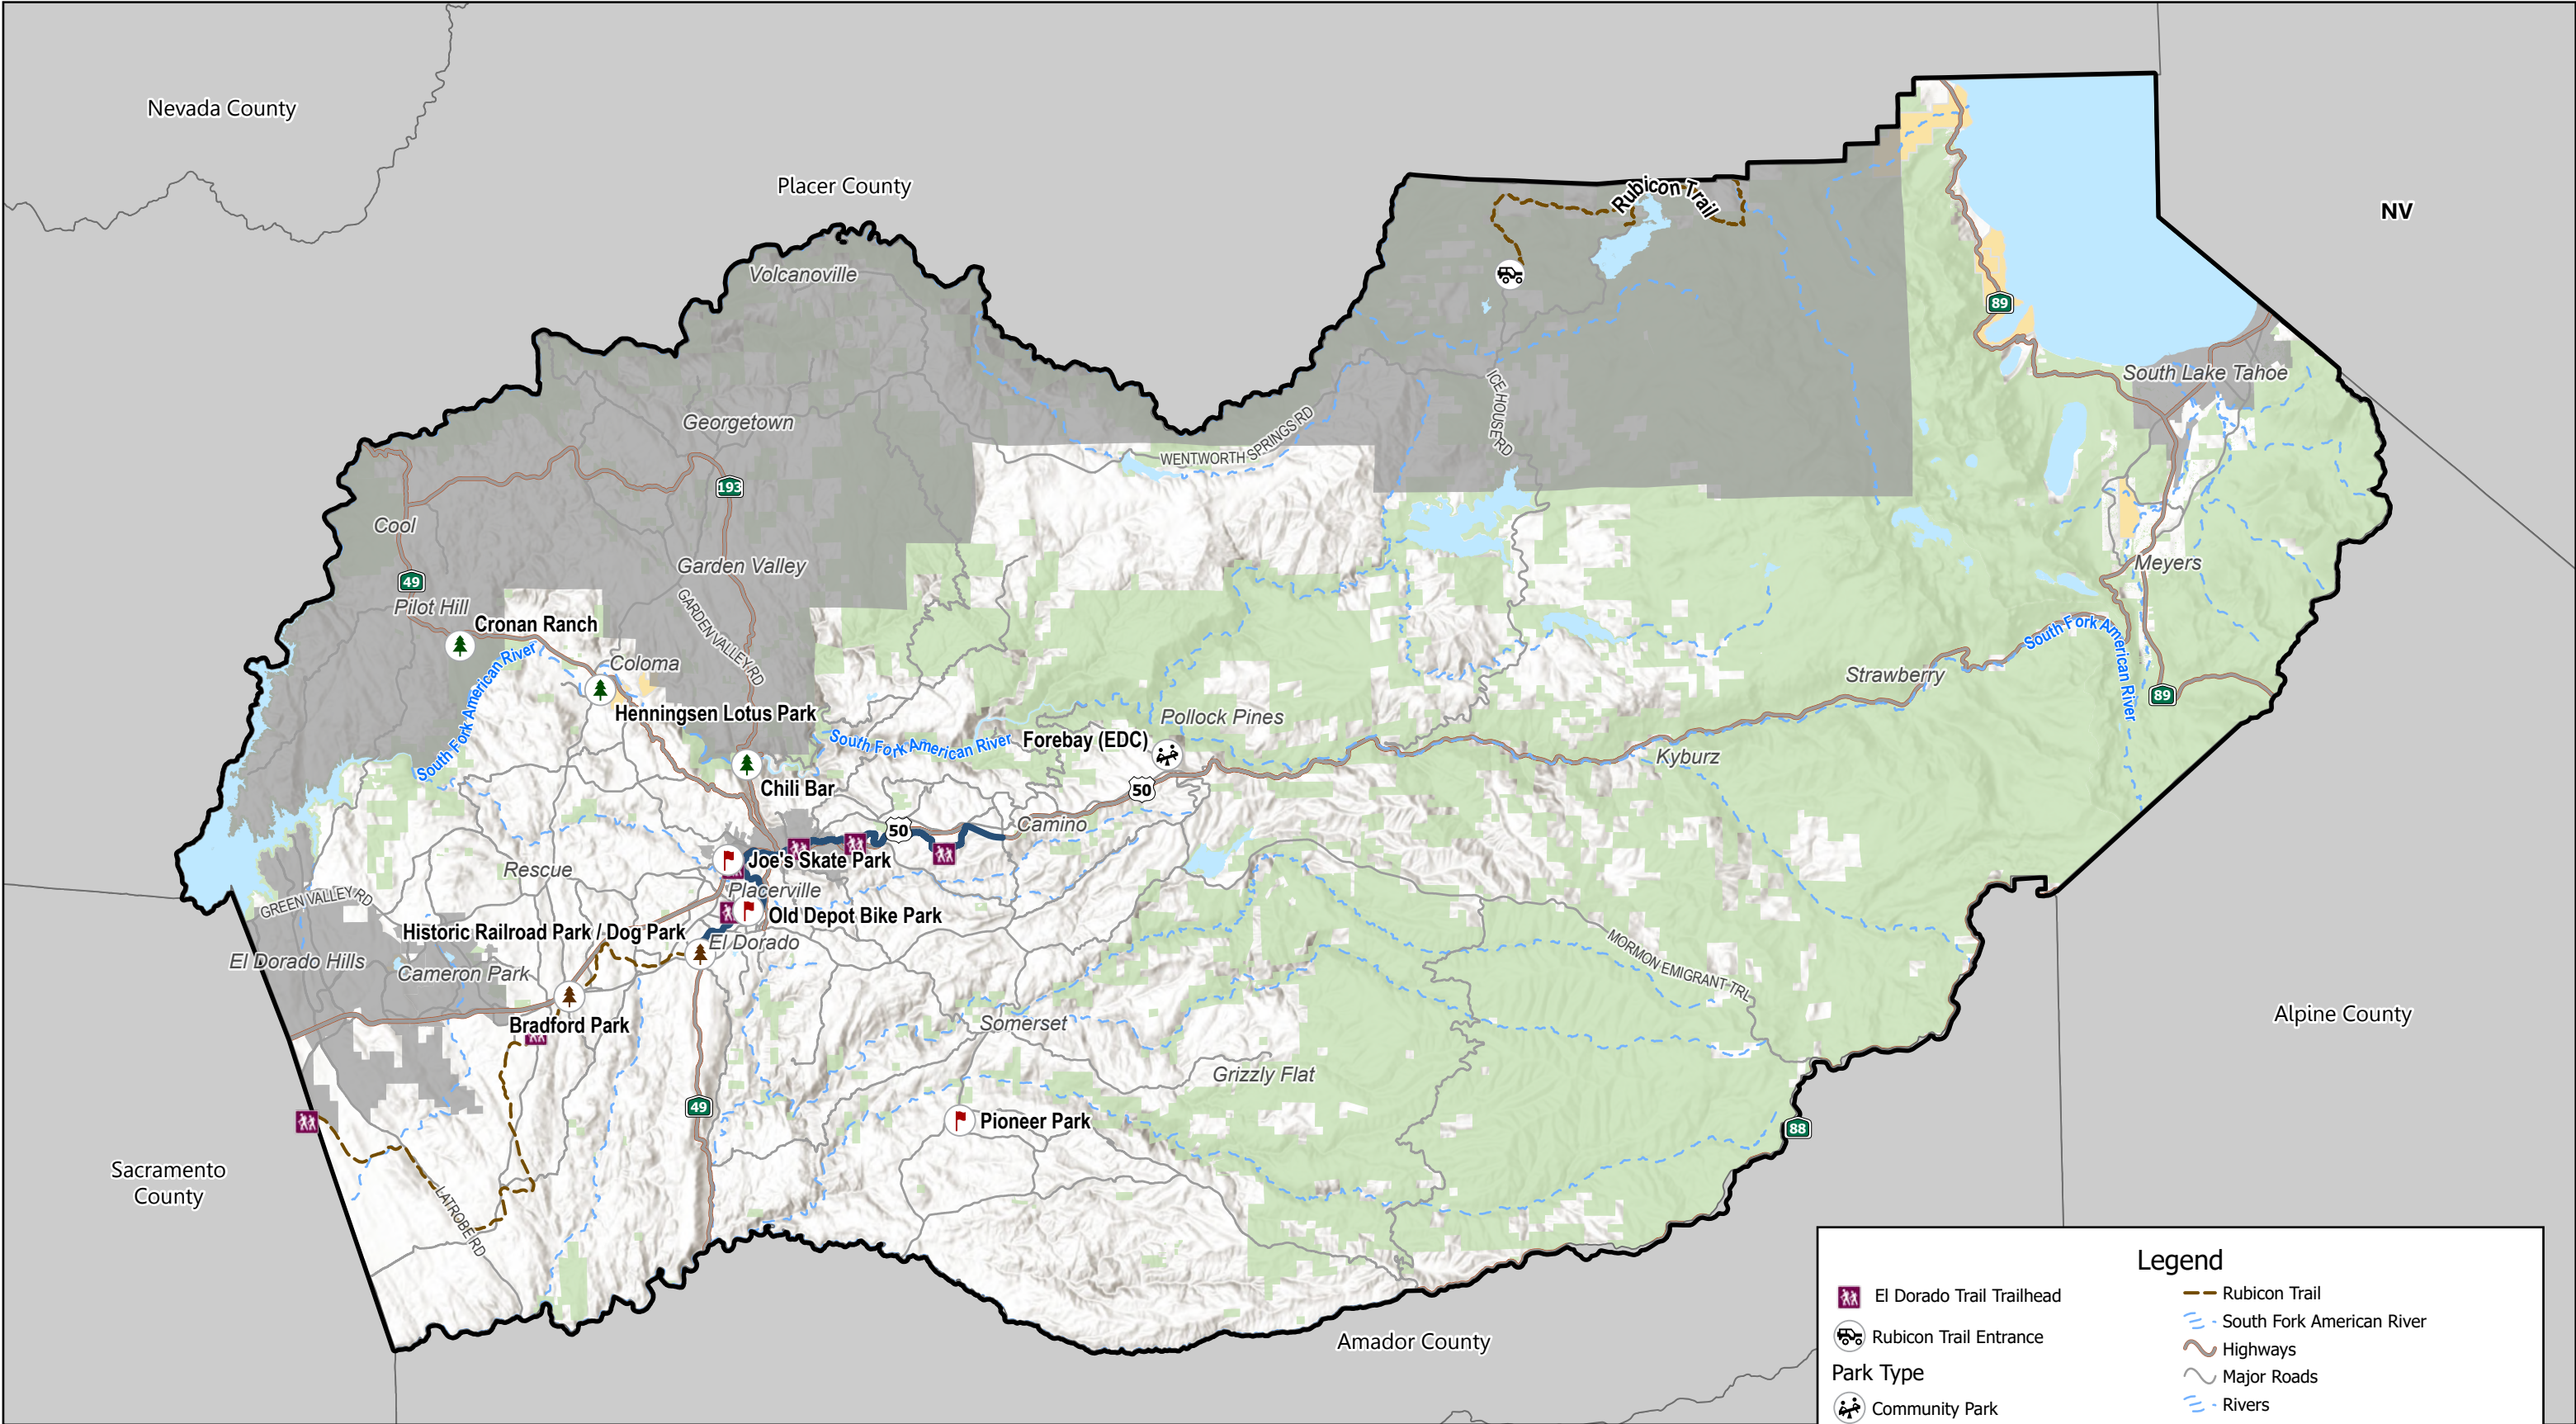 Nevada County
Placer County
NV
Rubicon Trail
Volcanoville
89
South Lake Tahoe
ICE HOUSE RD
Georgetown
WENTWORTH SPRINGS RD
193
Cool
Garden Valley
Meyers
49
Pilot Hill
GARDEN VALLEY RD
Cronan Ranch
South Fork American River
Coloma
South Fork American River
Strawberry
89
Henningsen Lotus Park
Pollock Pines
South Fork American River
Forebay (EDC)
Kyburz
Chili Bar
50
50
Camino
Joe's Skate Park
Rescue
Placerville
GREEN VALLEY RD
Old Depot Bike Park
Historic Railroad Park / Dog Park
El Dorado
El Dorado Hills
Cameron Park
MORMON EMIGRANT TRL
Bradford Park
Somerset
Alpine County
Grizzly Flat
49
Pioneer Park
88
Sacramento
County
LATROBE RD
Amador County
Legend
El Dorado Trail Trailhead
Rubicon Trail Entrance
Park Type
Community Park
Rubicon Trail
South Fork American River
Highways
Major Roads
Rivers